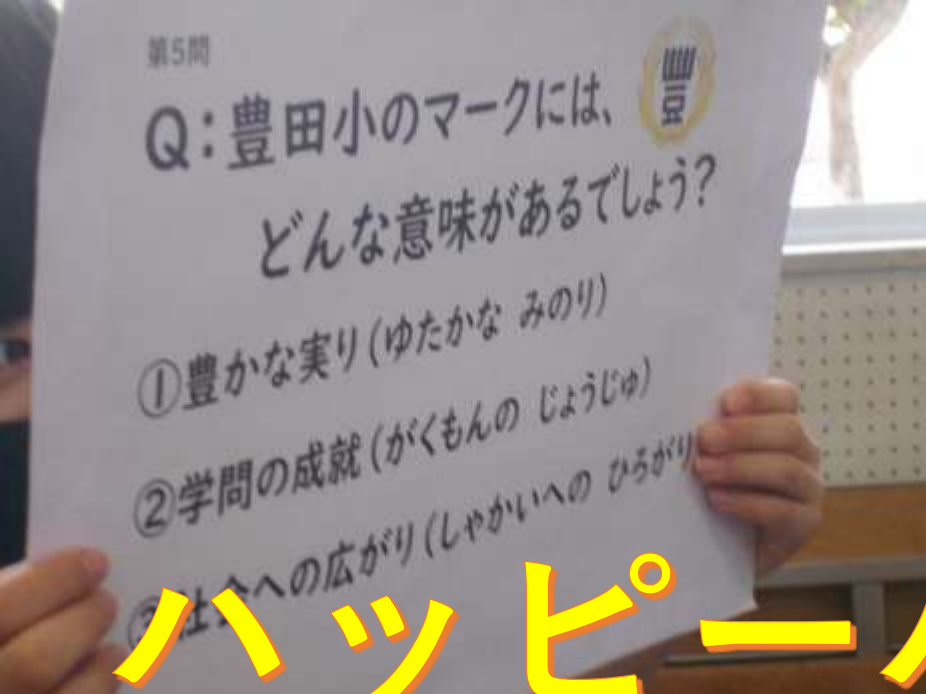 第5問
Q：豊田小のマークには、 豊
どんな意味があるでしょう？
①豊かな実り（ゆたかな みのり）
②学問の成就（がくもんの じょうじゅ）
③社会への広がり（しゃかいへの ひろがり
ハッピー